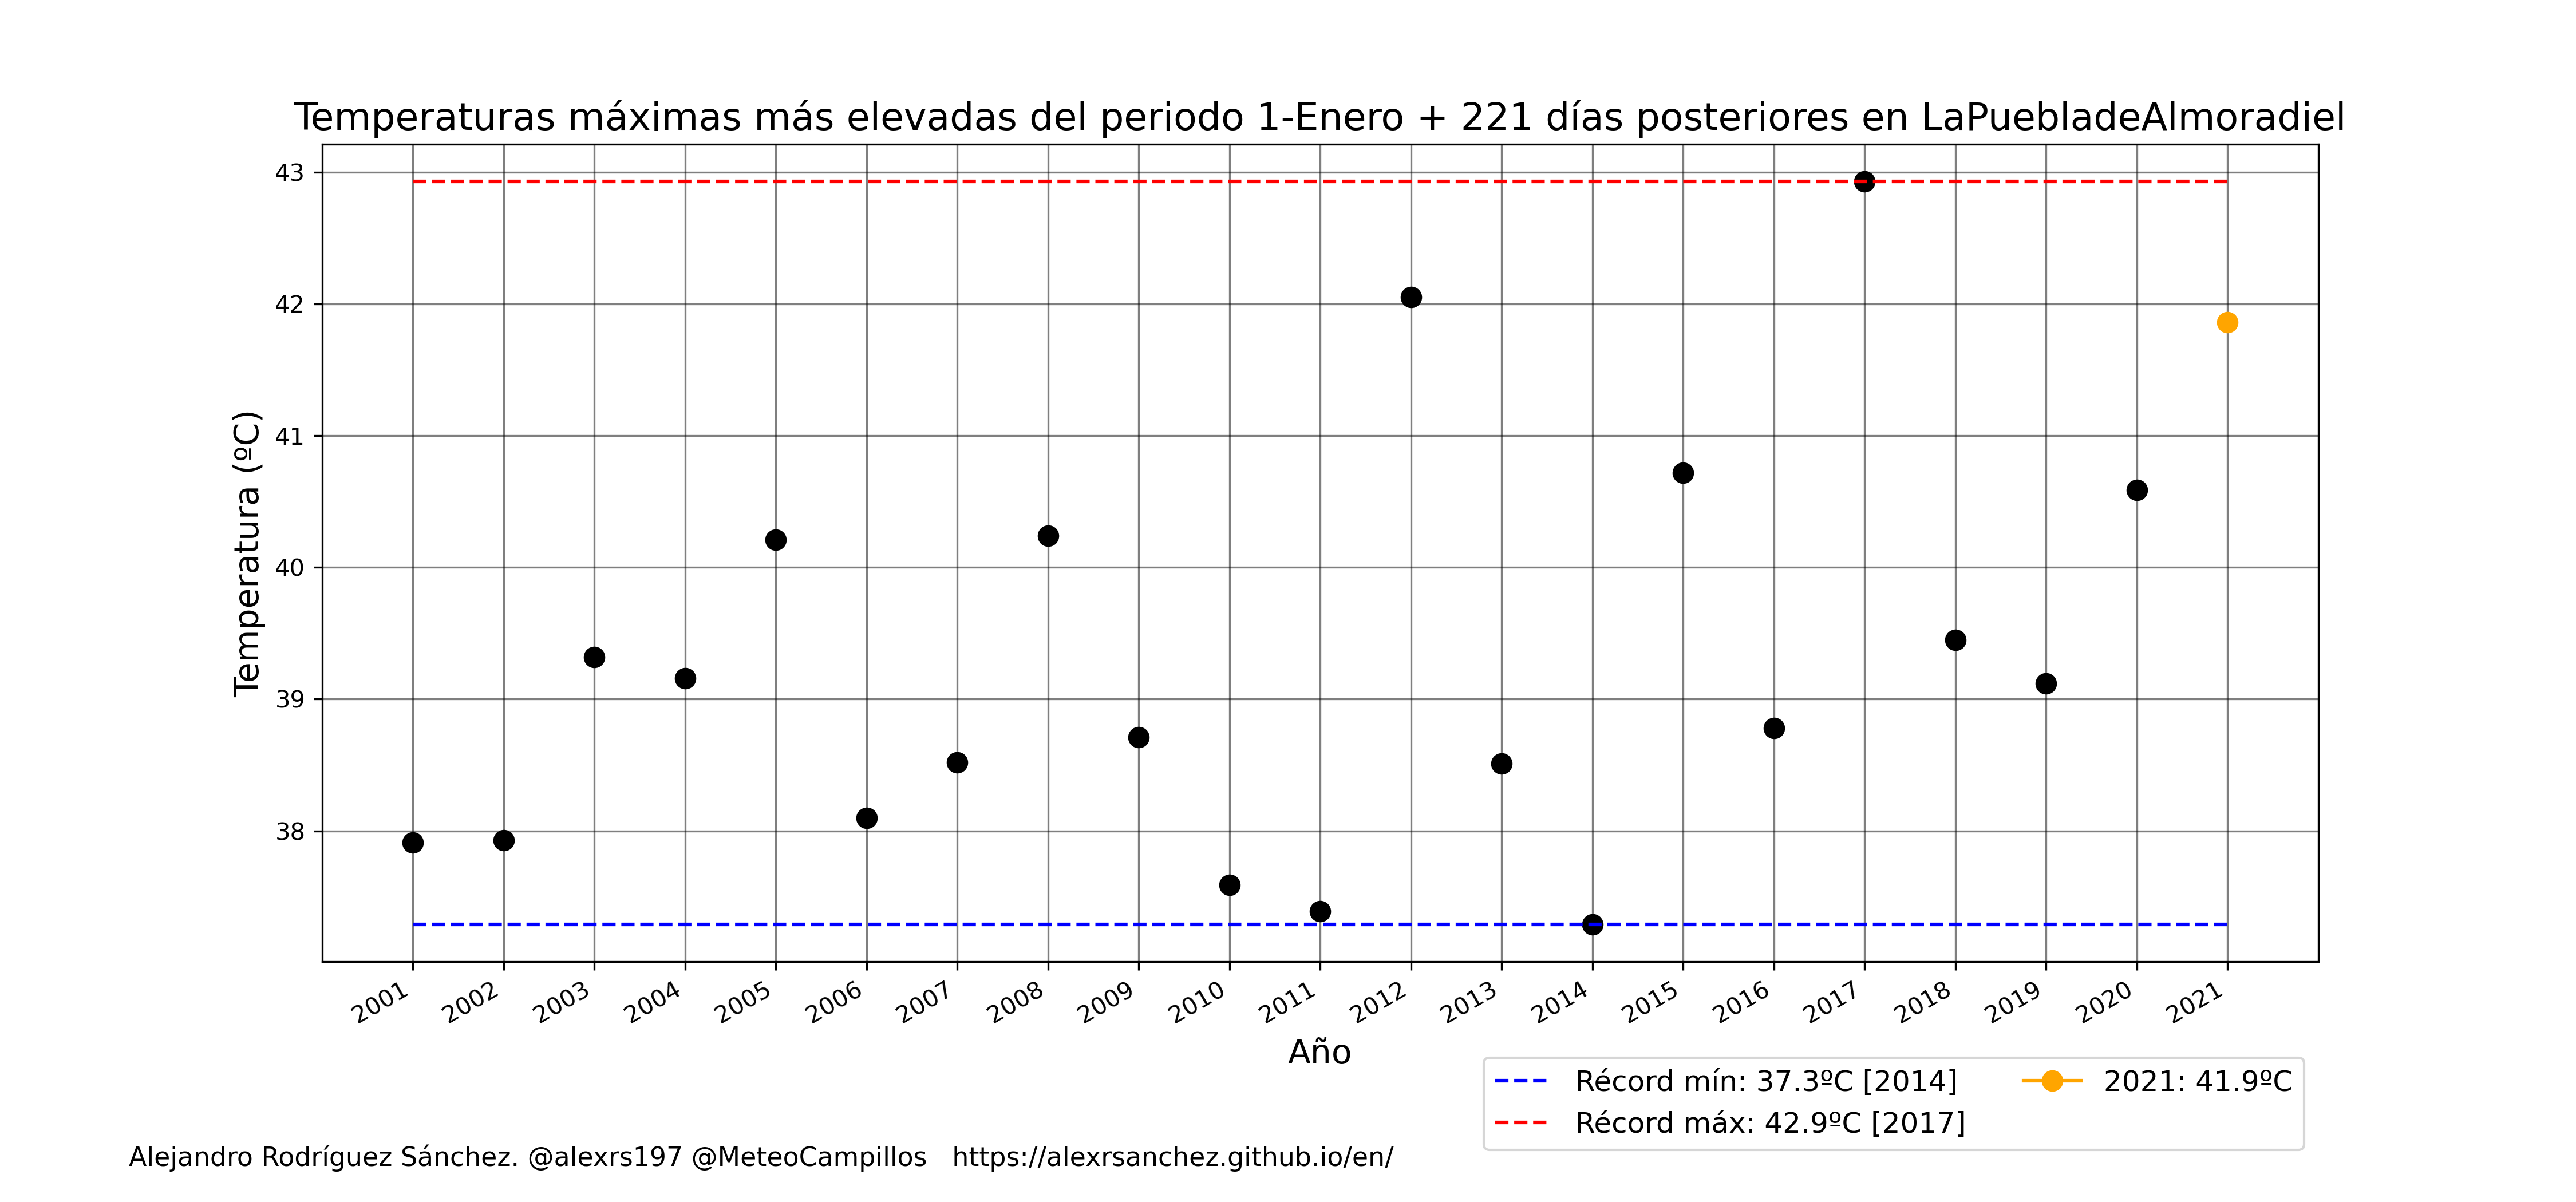 Temperaturas máximas más elevadas del periodo 1-Enero + 221 días posteriores en LaPuebladeAlmoradiel
Temperatura (ºC)
43
42
41
40
39
38
2001 2002 2003 2004 2005 2006 2007 2008 2009 2010 2011 2012 2013 2014 2015 2016 2017 2018 2019 2020 2021
Año
Récord mín: 37.3ºC [2014]
Récord máx: 42.9ºC [2017]
2021: 41.9ºC
Alejandro Rodríguez Sánchez. @alexrs197 @MeteoCampillos https://alexrsanchez.github.io/en/